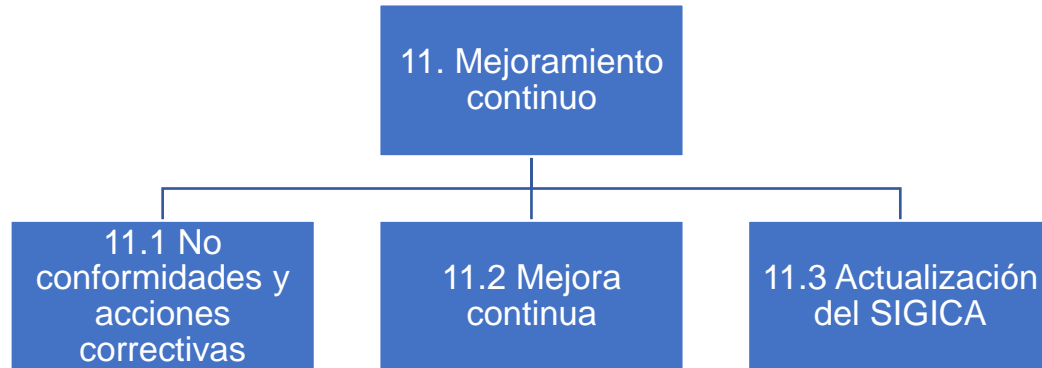 11. Mejoramiento
continuo
11.1 No
conformidades y
acciones
correctivas
11.2 Mejora
continua
11.3 Actualización
del SIGICA